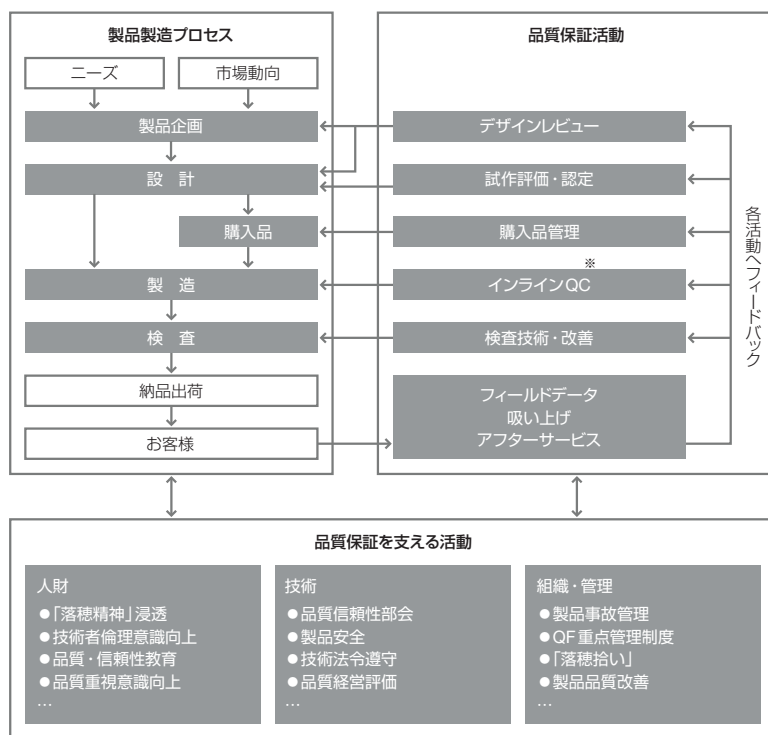 製品製造プロセス
ニーズ
市場動向
製品企画
設 計
購入品
製 造
検 査
納品出荷
お客様
品質保証活動
デザインレビュー
試作評価・認定
購入品管理
※
インラインQC
検査技術・改善
フィールドデータ
吸い上げ
アフターサービス
各活動へフィードバック
品質保証を支える活動
人財
●「落穂精神」浸透
●技術者倫理意識向上
●品質・信頼性教育
●品質重視意識向上
…
技術
●品質信頼性部会
●製品安全
●技術法令遵守
●品質経営評価
…
組織・管理
●製品事故管理
●QF重点管理制度
●「落穂拾い」
●製品品質改善
…